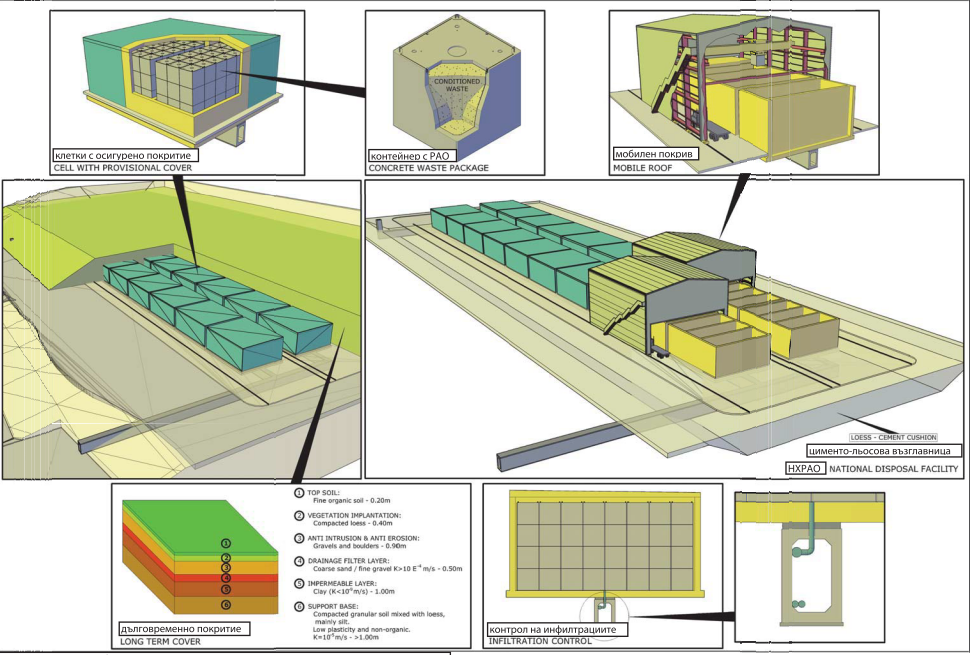 клетки с осигурено покритие
CELL WITH PROVISIONAL COVER
CONDITIONED
WASTE
контейнер с РАО
CONCRETE WASTE PACKAGE
мобилен покрив
MOBILE ROOF
LOESS - CEMENT CUSHION
цименто-льосова възглавница
НХРАО NATIONAL DISPOSAL FACILITY
1
2
3
4
5
6
дълговременно покритие
LONG TERM COVER
1 TOP SOIL:
Fine organic soil - 0.20m
2 VEGETATION IMPLANTATION:
Compacted loess - 0.40m
3 ANTI INTRUSION & ANTI EROSION:
Gravels and boulders - 0.90m
4 DRAINAGE FILTER LAYER:
Coarse sand / fine gravel K>10 E⁻⁴ m/s - 0.50m
5 IMPERMEABLE LAYER:
Clay (K<10⁻⁹m/s) - 1.00m
6 SUPPORT BASE:
Compacted granular soil mixed with loess,
mainly silt.
Low plasticity and non-organic.
>1.00m
контрол на инфилтрациите
INFILTRATION CONTROL